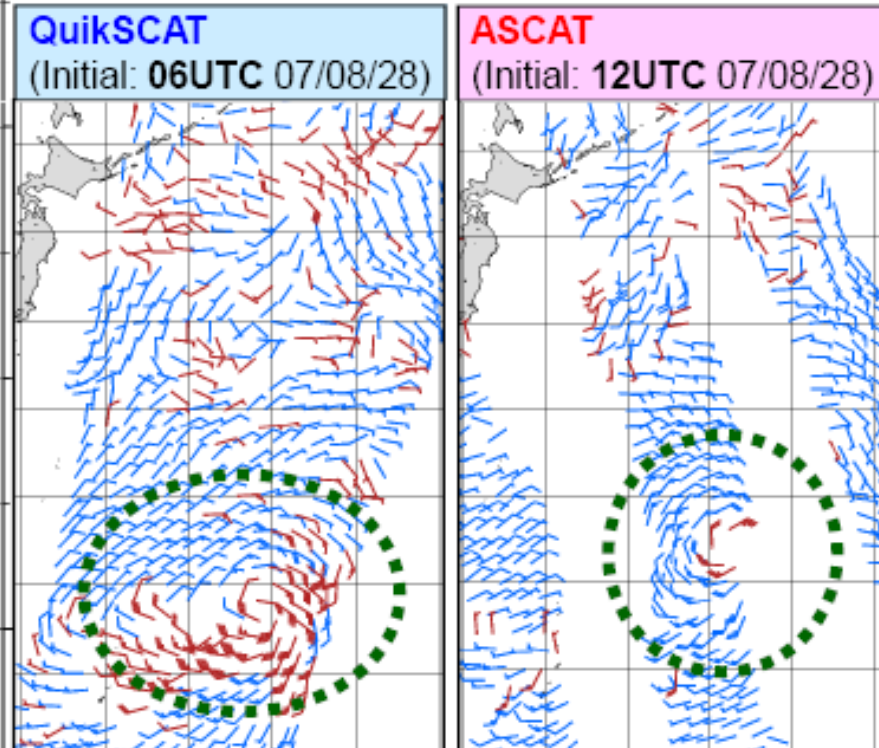 QuikSCAT
(Initial: 06UTC 07/08/28)
ASCAT
(Initial: 12UTC 07/08/28)